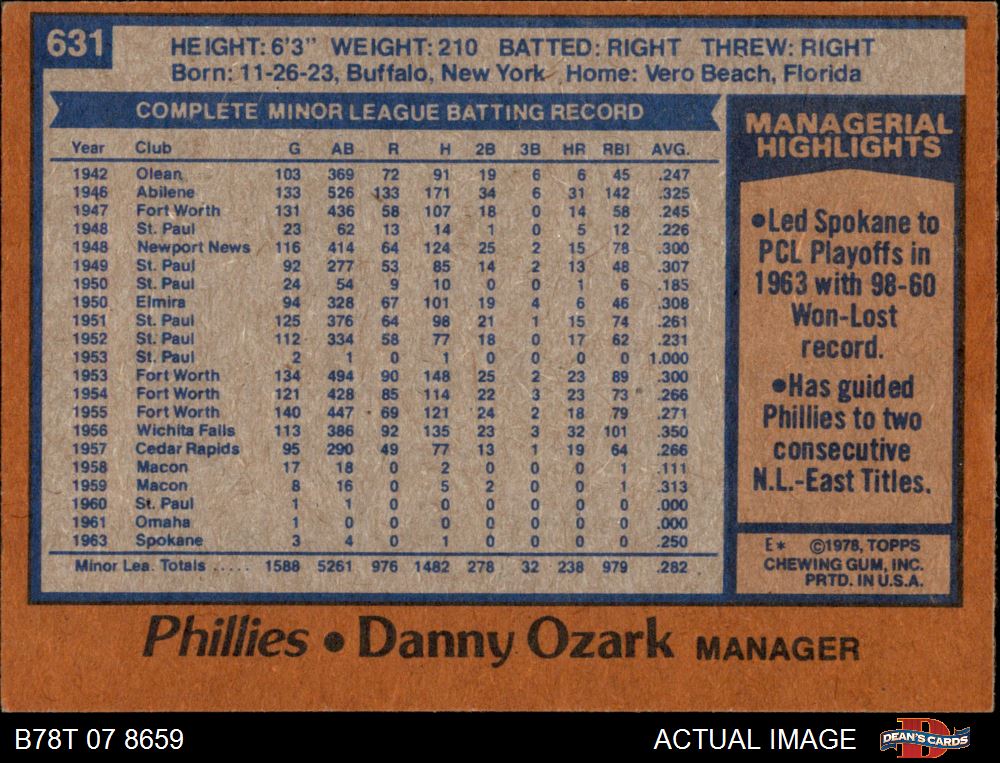 631
HEIGHT: 6'3" WEIGHT: 210 BATTED: RIGHT THREW: RIGHT
Born: 11-26-23, Buffalo, New York Home: Vero Beach, Florida
COMPLETE MINOR LEAGUE BATTING RECORD
Year Club G AB R H 2B 3B HR RBI AVG.
1942 Olean 103 369 72 91 19 6 6 45 .247
1946 Abilene 133 526 133 171 34 6 31 142 .325
1947 Fort Worth 131 436 58 107 18 0 14 58 .245
1948 St. Paul 23 62 13 14 1 0 5 12 .226
1948 Newport News 116 414 64 124 25 2 15 78 .300
1949 St. Paul 92 277 53 85 14 2 13 48 .307
1950 St. Paul 24 54 9 10 0 0 1 6 .185
1950 Elmira 94 328 67 101 19 4 6 46 .308
1951 St. Paul 125 376 64 98 21 1 15 74 .261
1952 St. Paul 112 334 58 77 18 0 17 62 .231
1953 St. Paul 2 1 0 1 0 0 0 0 1.000
1953 Fort Worth 134 494 90 148 25 2 23 89 .300
1954 Fort Worth 121 428 85 114 22 3 23 73 .266
1955 Fort Worth 140 447 69 121 24 2 18 79 .271
1956 Wichita Falls 113 386 92 135 23 3 32 101 .350
1957 Cedar Rapids 95 290 49 77 13 1 19 64 .266
1958 Macon 17 18 0 2 0 0 0 1 .111
1959 Macon 8 16 0 5 2 0 0 1 .313
1960 St. Paul 1 1 0 0 0 0 0 0 .000
1961 Omaha 1 0 0 0 0 0 0 0 .000
1963 Spokane 3 4 0 1 0 0 0 0 .250
Minor Lea. Totals ..... 1588 5261 976 1482 278 32 238 979 .282
MANAGERIAL
HIGHLIGHTS
•Led Spokane to
PCL Playoffs in
1963 with 98-60
Won-Lost
record.
•Has guided
Phillies to two
consecutive
N.L.-East Titles.
E* ©1978, TOPPS
CHEWING GUM, INC.
PRTD. IN U.S.A.
Phillies • Danny Ozark MANAGER
B78T 07 8659
ACTUAL IMAGE
D
DEAN'S CARDS